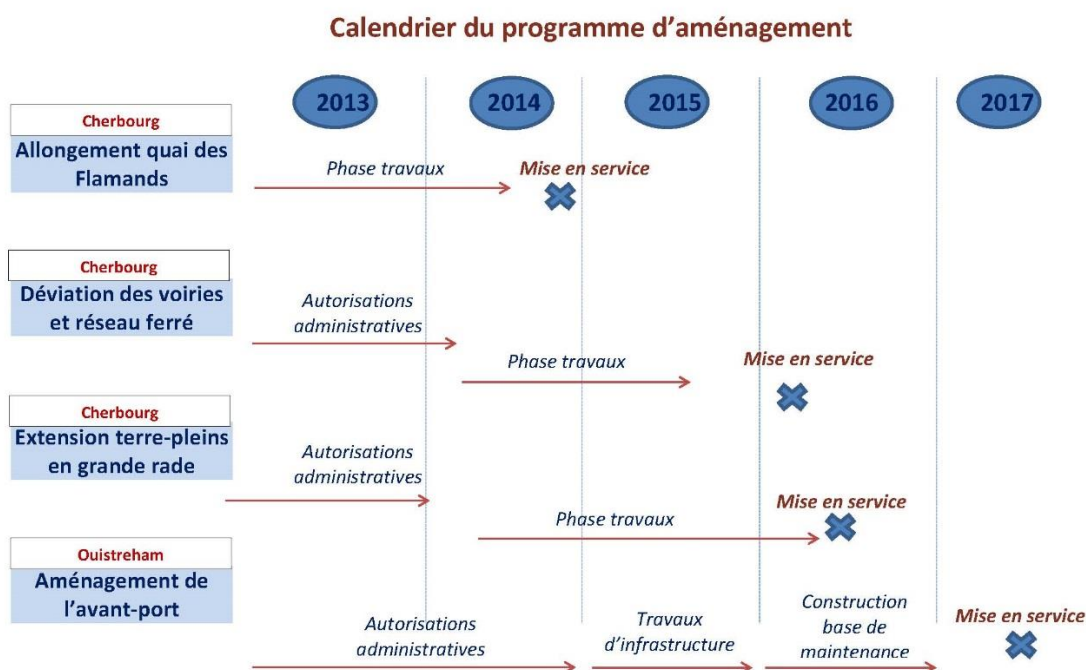 Calendrier du programme d’aménagement
2013
2014
2015
2016
2017
Cherbourg
Allongement quai des
Flamands
Phase travaux
Mise en service
Cherbourg
Déviation des voiries
et réseau ferré
Autorisations
administratives
Phase travaux
Mise en service
Cherbourg
Extension terre-pleins
en grande rade
Autorisations
administratives
Phase travaux
Mise en service
Ouistreham
Aménagement de
l’avant-port
Autorisations
administratives
Travaux
d’infrastructure
Construction
base de
maintenance
Mise en service